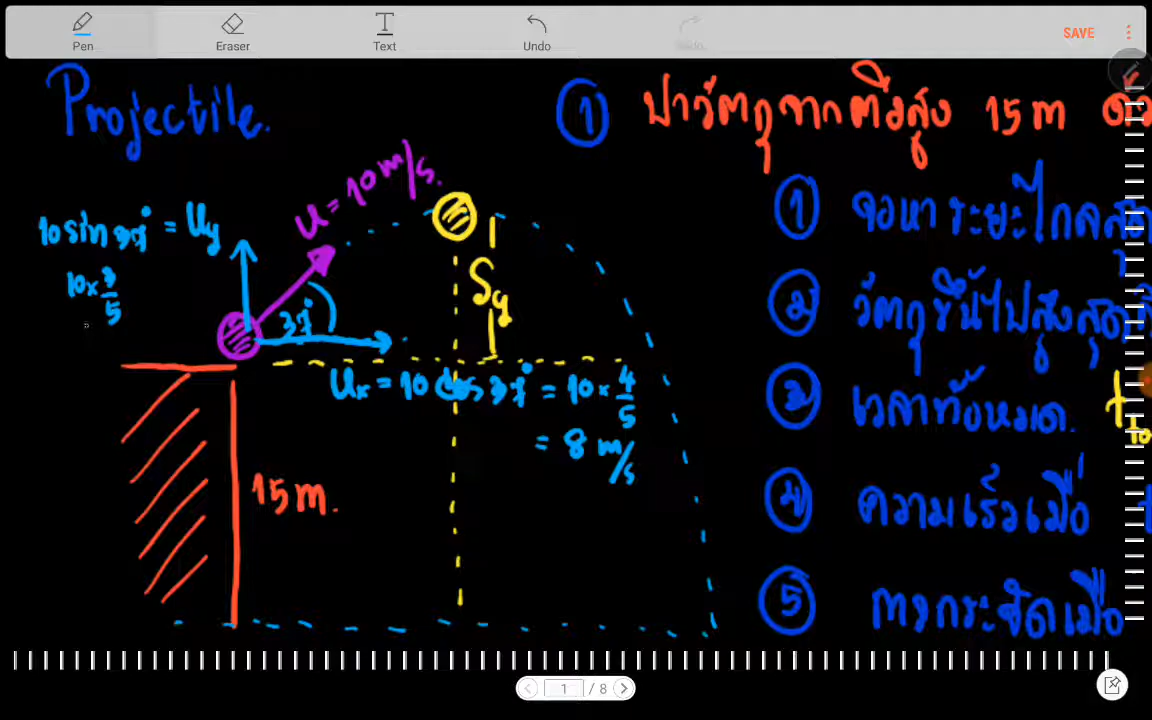 Pen
Eraser
Text
Undo
SAVE
Projectile.
① ปาวัตถุจากตึกสูง 15 m ด้ว
u = 10 m/s.
10 sin 37° = Uy
10 × 3/5
37°
Sy
Ux = 10 cos 37° = 10 × 4/5
= 8 m/s
15 m.
① จงหาระยะไกลสุด
② วัตถุขึ้นไปสูงสุด
③ เวลาทั้งหมด.
④ ความเร็วเมื่อ
⑤ การกระจัดเมื่อ
1 / 8